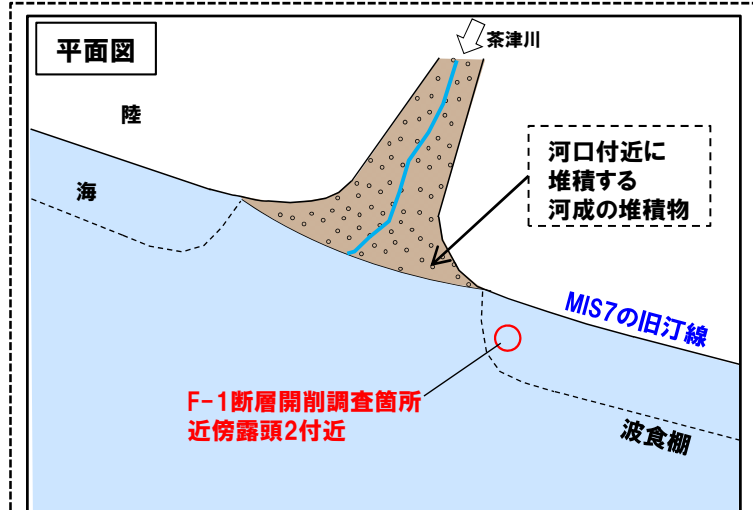 平面図
茶津川
陸
海
河口付近に
堆積する
河成の堆積物
MIS7の旧汀線
F-1断層開削調査箇所
近傍露頭2付近
波食棚